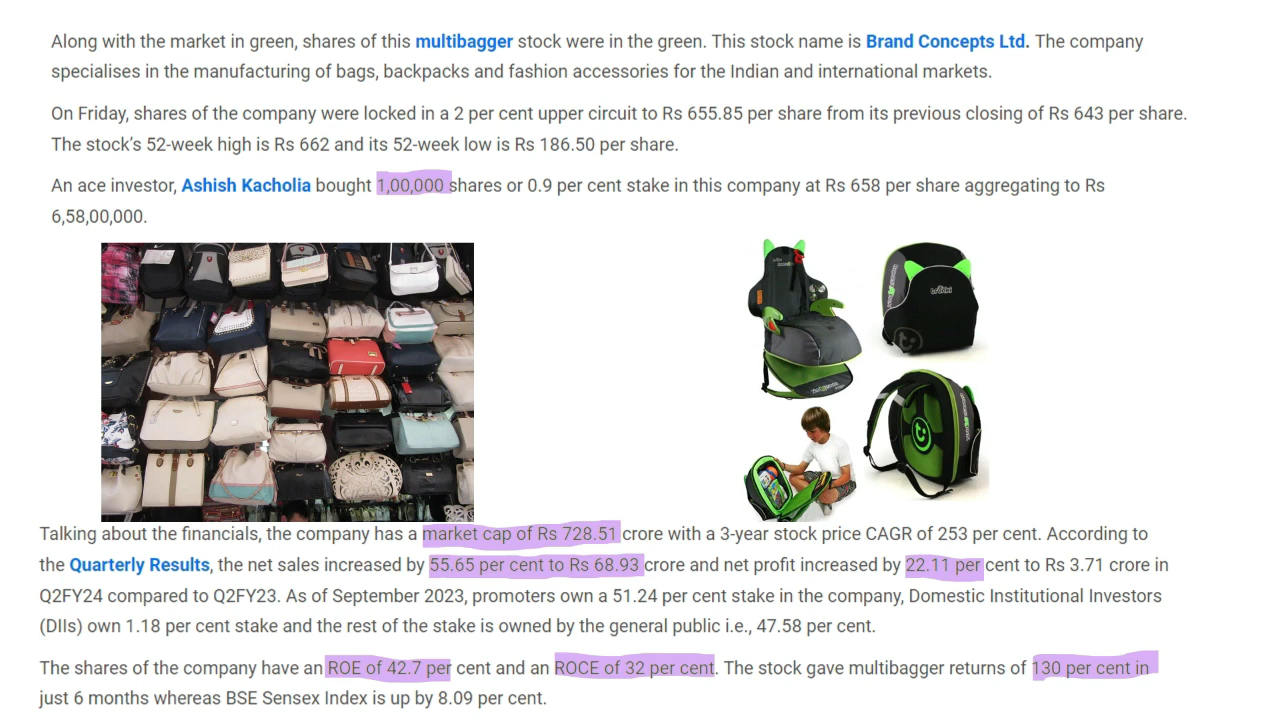 Along with the market in green, shares of this multibagger stock were in the green. This stock name is Brand Concepts Ltd. The company
specialises in the manufacturing of bags, backpacks and fashion accessories for the Indian and international markets.
On Friday, shares of the company were locked in a 2 per cent upper circuit to Rs 655.85 per share from its previous closing of Rs 643 per share.
The stock’s 52-week high is Rs 662 and its 52-week low is Rs 186.50 per share.
An ace investor, Ashish Kacholia bought 1,00,000 shares or 0.9 per cent stake in this company at Rs 658 per share aggregating to Rs
6,58,00,000.
Talking about the financials, the company has a market cap of Rs 728.51 crore with a 3-year stock price CAGR of 253 per cent. According to
the Quarterly Results, the net sales increased by 55.65 per cent to Rs 68.93 crore and net profit increased by 22.11 per cent to Rs 3.71 crore in
Q2FY24 compared to Q2FY23. As of September 2023, promoters own a 51.24 per cent stake in the company, Domestic Institutional Investors
(DIIs) own 1.18 per cent stake and the rest of the stake is owned by the general public i.e., 47.58 per cent.
The shares of the company have an ROE of 42.7 per cent and an ROCE of 32 per cent. The stock gave multibagger returns of 130 per cent in
just 6 months whereas BSE Sensex Index is up by 8.09 per cent.